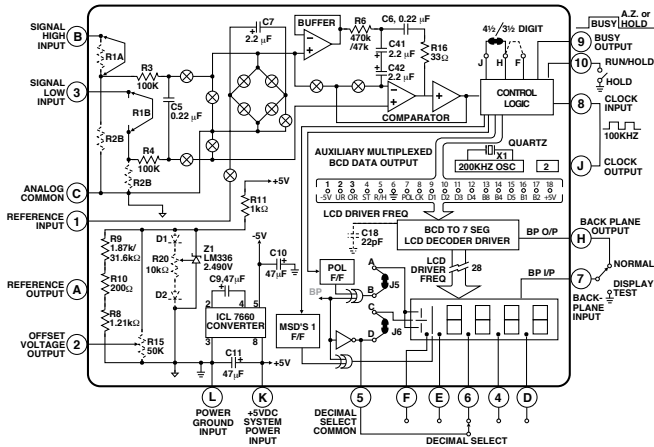 SIGNAL
HIGH
INPUT
B
R1A
SIGNAL
LOW
INPUT
3
R3
100K
C5
0.22 µF
R1B
R2B
R4
100K
R2B
ANALOG
COMMON
C
REFERENCE INPUT
1
C7
2.2 µF
BUFFER
R6
470k
/47k
C6, 0.22 µF
C41
2.2 µF
C42
2.2 µF
R16
33Ω
COMPARATOR
4½/3½ DIGIT
J
H
F
CONTROL
LOGIC
BUSY
A.Z. or
HOLD
9
BUSY
OUTPUT
10
RUN/HOLD
HOLD
8
CLOCK
INPUT
100KHZ
J
CLOCK
OUTPUT
QUARTZ
X1
200KHZ OSC
2
AUXILIARY MULTIPLEXED
BCD DATA OUTPUT
1 2 3 4 5 6 7 8 9 10 11 12 13 14 15 16 17 18
-5V UR OR ST R/H POL CK D1 D2 D3 D4 B8 B4 D5 B1 B2 +5V
LCD DRIVER FREQ
C18
22pF
BCD TO 7 SEG
LCD DECODER DRIVER
BP O/P
H
BACK PLANE OUTPUT
NORMAL
DISPLAY
TEST
7
BACK-
PLANE
INPUT
BP I/P
LCD
DRIVER
FREQ
28
POL
F/F
BP
A
B
J5
C
D
J6
MSD'S 1
F/F
R11
1kΩ
+5V
-5V
C10
47 µF
R9
1.87k/
31.6k
R10
200Ω
R8
1.21kΩ
D1
R20
10kΩ
D2
Z1
LM336
2.490V
R15
50K
REFERENCE
OUTPUT
A
OFFSET
VOLTAGE
OUTPUT
2
C9,47µF
2 4 5
ICL 7660
CONVERTER
3 8
C11
47µF
+5V
L
POWER
GROUND
INPUT
K
+5VDC
SYSTEM
POWER
INPUT
5
DECIMAL
SELECT
COMMON
F
E
6
4
D
DECIMAL SELECT